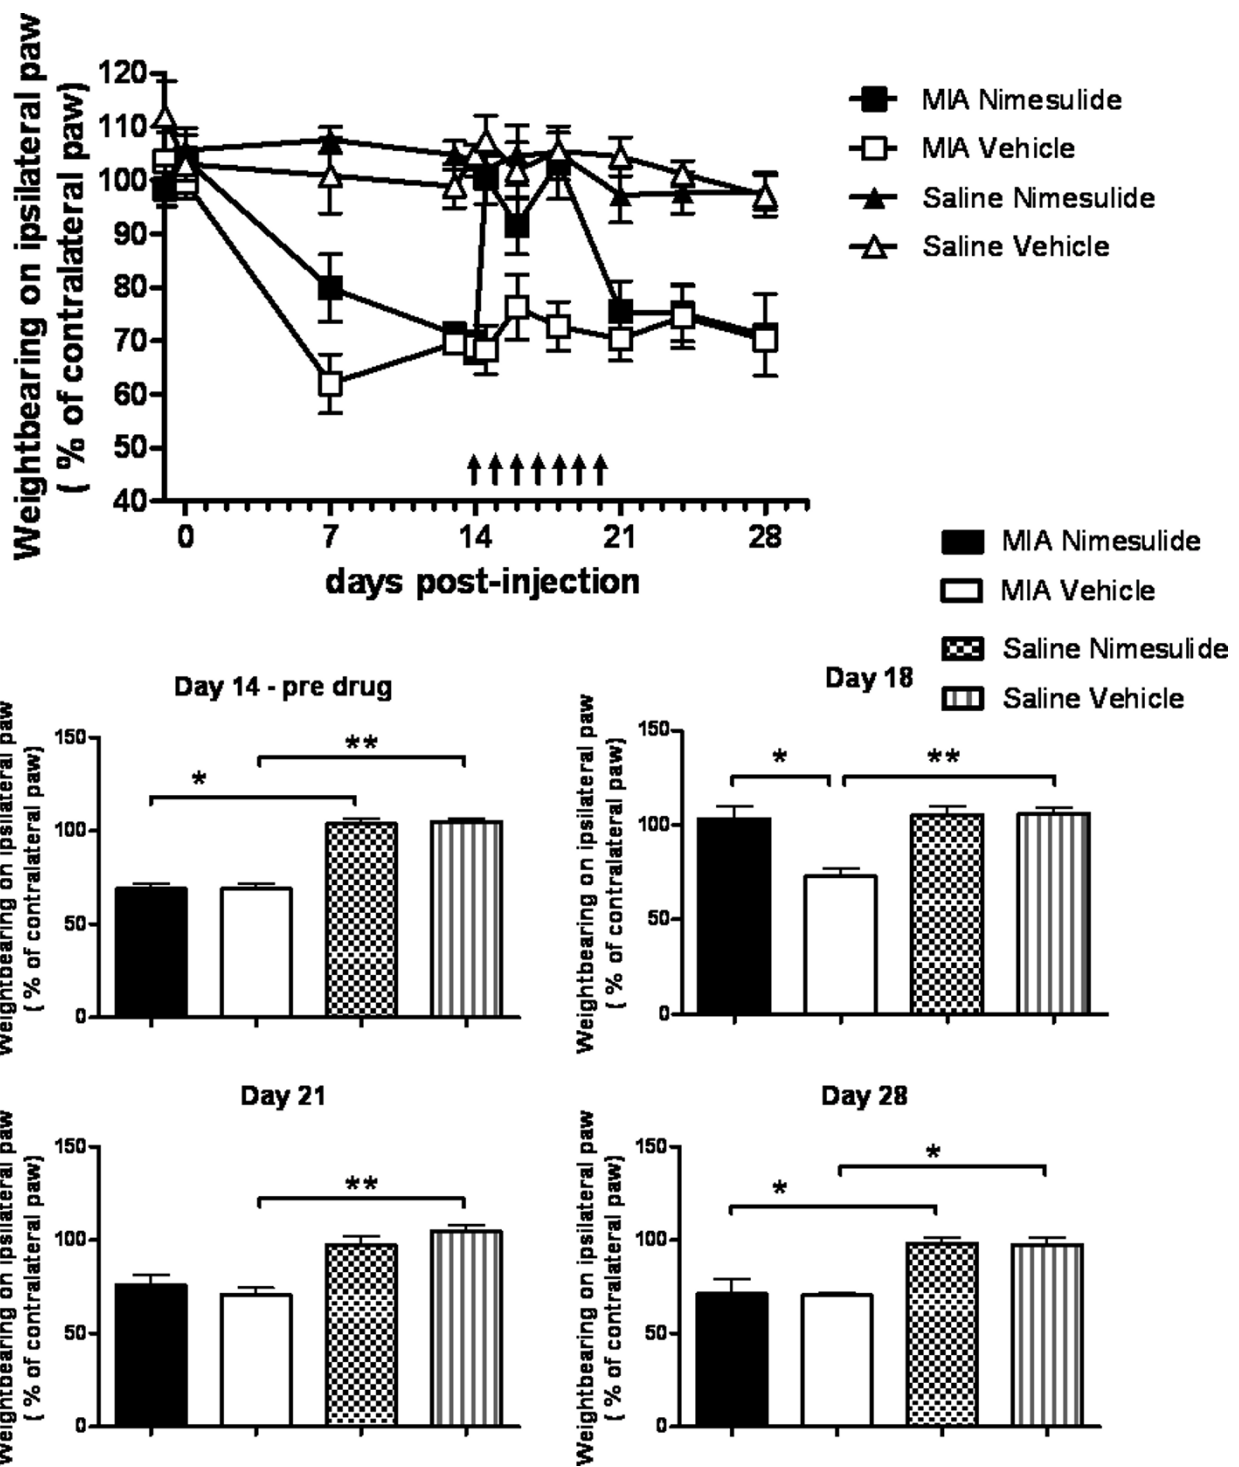 Weightbearing on ipsilateral paw
( % of contralateral paw)
120
110
100
90
80
70
60
50
40
0 7 14 21 28
days post-injection
MIA Nimesulide
MIA Vehicle
Saline Nimesulide
Saline Vehicle
MIA Nimesulide
MIA Vehicle
Saline Nimesulide
Saline Vehicle
Day 14 - pre drug
Weightbearing on ipsilateral paw
( % of contralateral paw)
150
100
50
0
*
**
Day 18
Weightbearing on ipsilateral paw
( % of contralateral paw)
150
100
50
0
*
**
Day 21
Weightbearing on ipsilateral paw
( % of contralateral paw)
150
100
50
0
**
Day 28
Weightbearing on ipsilateral paw
( % of contralateral paw)
150
100
50
0
*
*